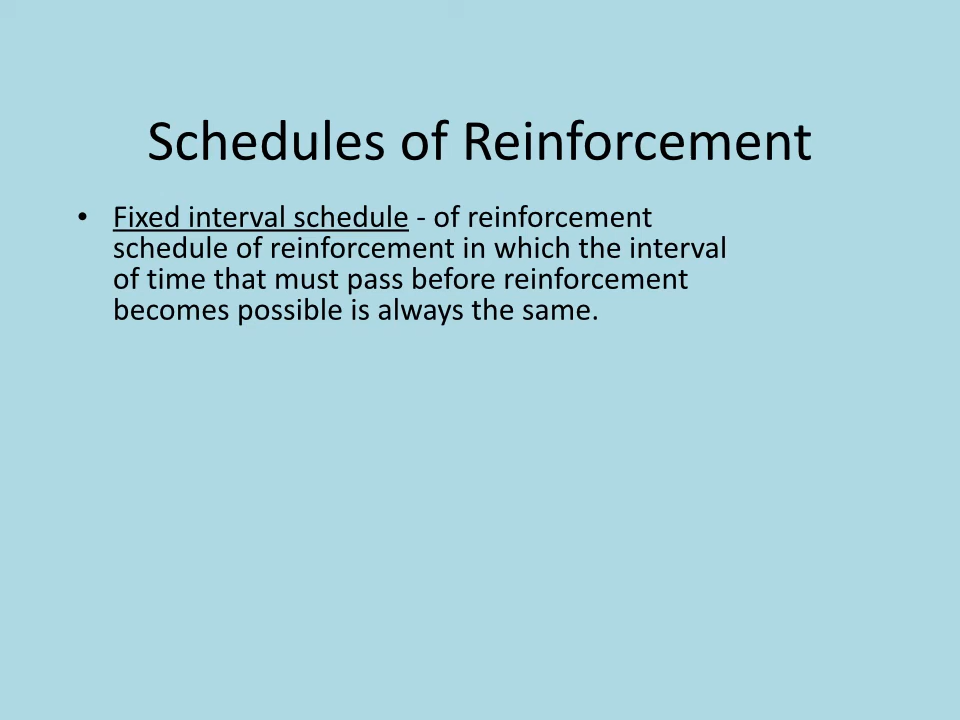 Schedules of Reinforcement
• Fixed interval schedule - of reinforcement
schedule of reinforcement in which the interval
of time that must pass before reinforcement
becomes possible is always the same.